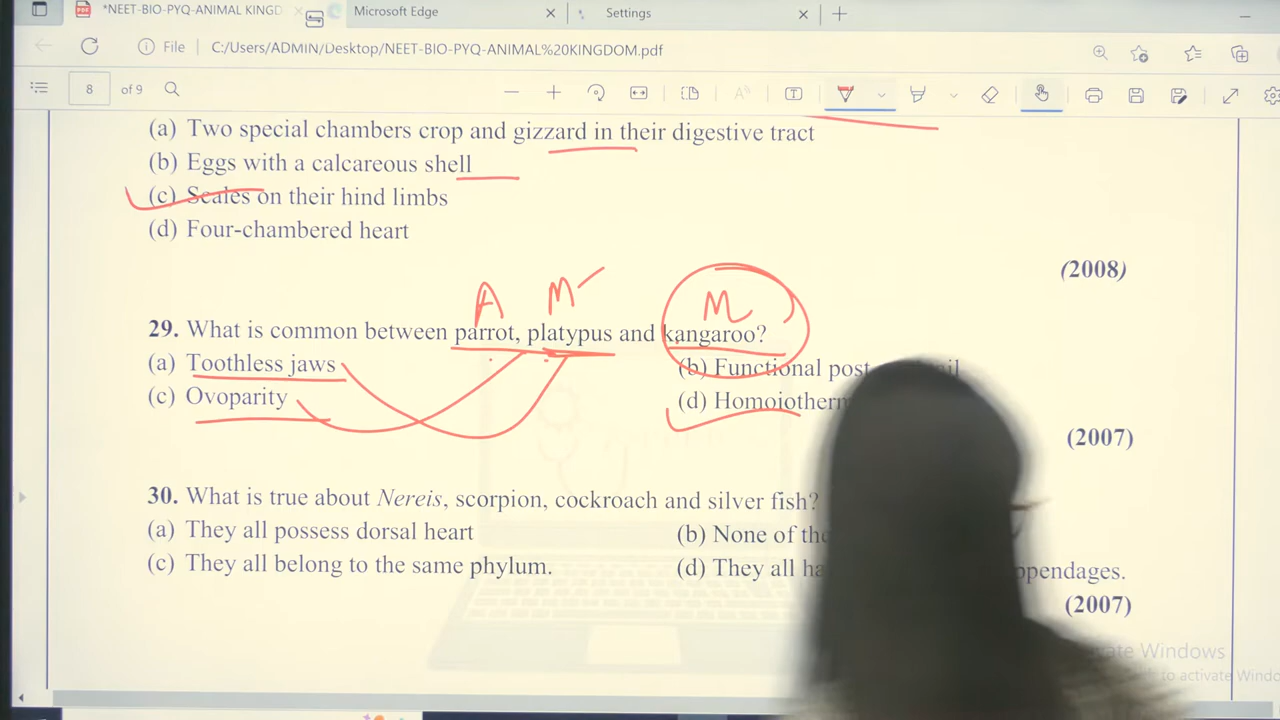 *NEET-BIO-PYQ-ANIMAL KINGD
Microsoft Edge
Settings
File
C:/Users/ADMIN/Desktop/NEET-BIO-PYQ-ANIMAL%20KINGDOM.pdf
8 of 9
(a) Two special chambers crop and gizzard in their digestive tract
(b) Eggs with a calcareous shell
(c) Scales on their hind limbs
(d) Four-chambered heart
(2008)
A M M
29. What is common between parrot, platypus and kangaroo?
(a) Toothless jaws (b) Functional post
(c) Ovoparity (d) Homoiotherm
(2007)
30. What is true about Nereis, scorpion, cockroach and silver fish?
(a) They all possess dorsal heart (b) None of
(c) They all belong to the same phylum. (d) They all appendages.
(2007)
Windows
to activate